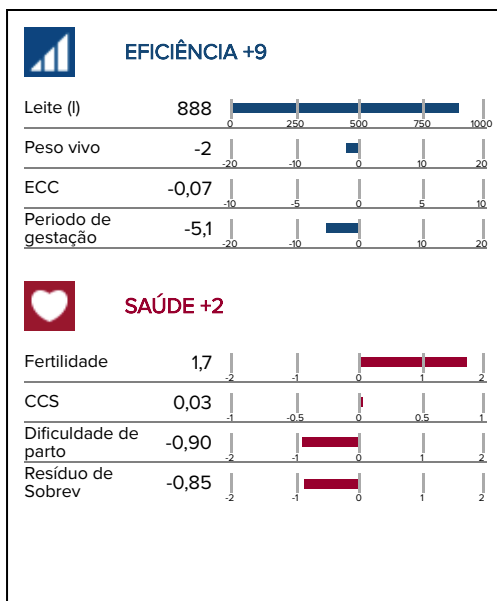 EFICIÊNCIA +9
Leite (l) 888
0 250 500 750 1000
Peso vivo -2
-20 -10 0 10 20
ECC -0,07
-10 -5 0 5 10
Periodo de
gestação -5,1
-20 -10 0 10 20
SAÚDE +2
Fertilidade 1,7
-2 -1 0 1 2
CCS 0,03
-1 -0.5 0 0.5 1
Dificuldade de
parto -0,90
-2 -1 0 1 2
Resíduo de
Sobrev -0,85
-2 -1 0 1 2